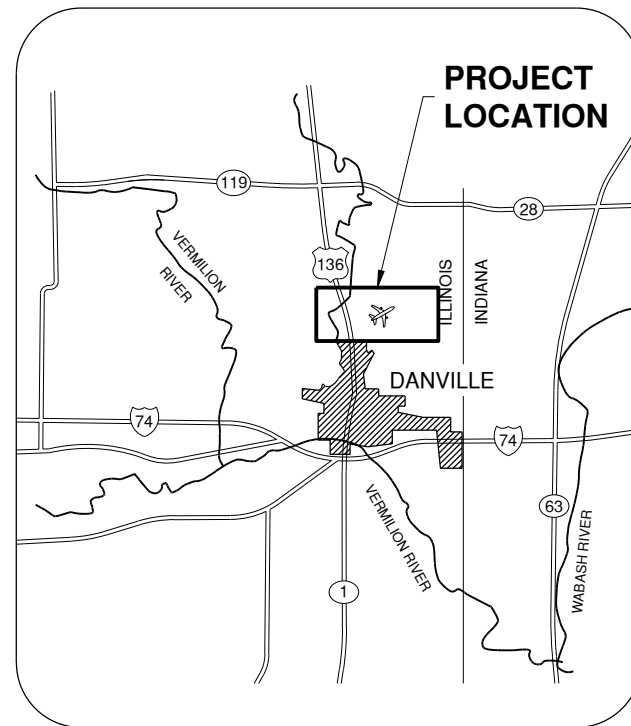 PROJECT
LOCATION
119
28
VERMILION
RIVER
136
ILLINOIS
INDIANA
DANVILLE
74
74
VERMILION RIVER
63
WABASH RIVER
1